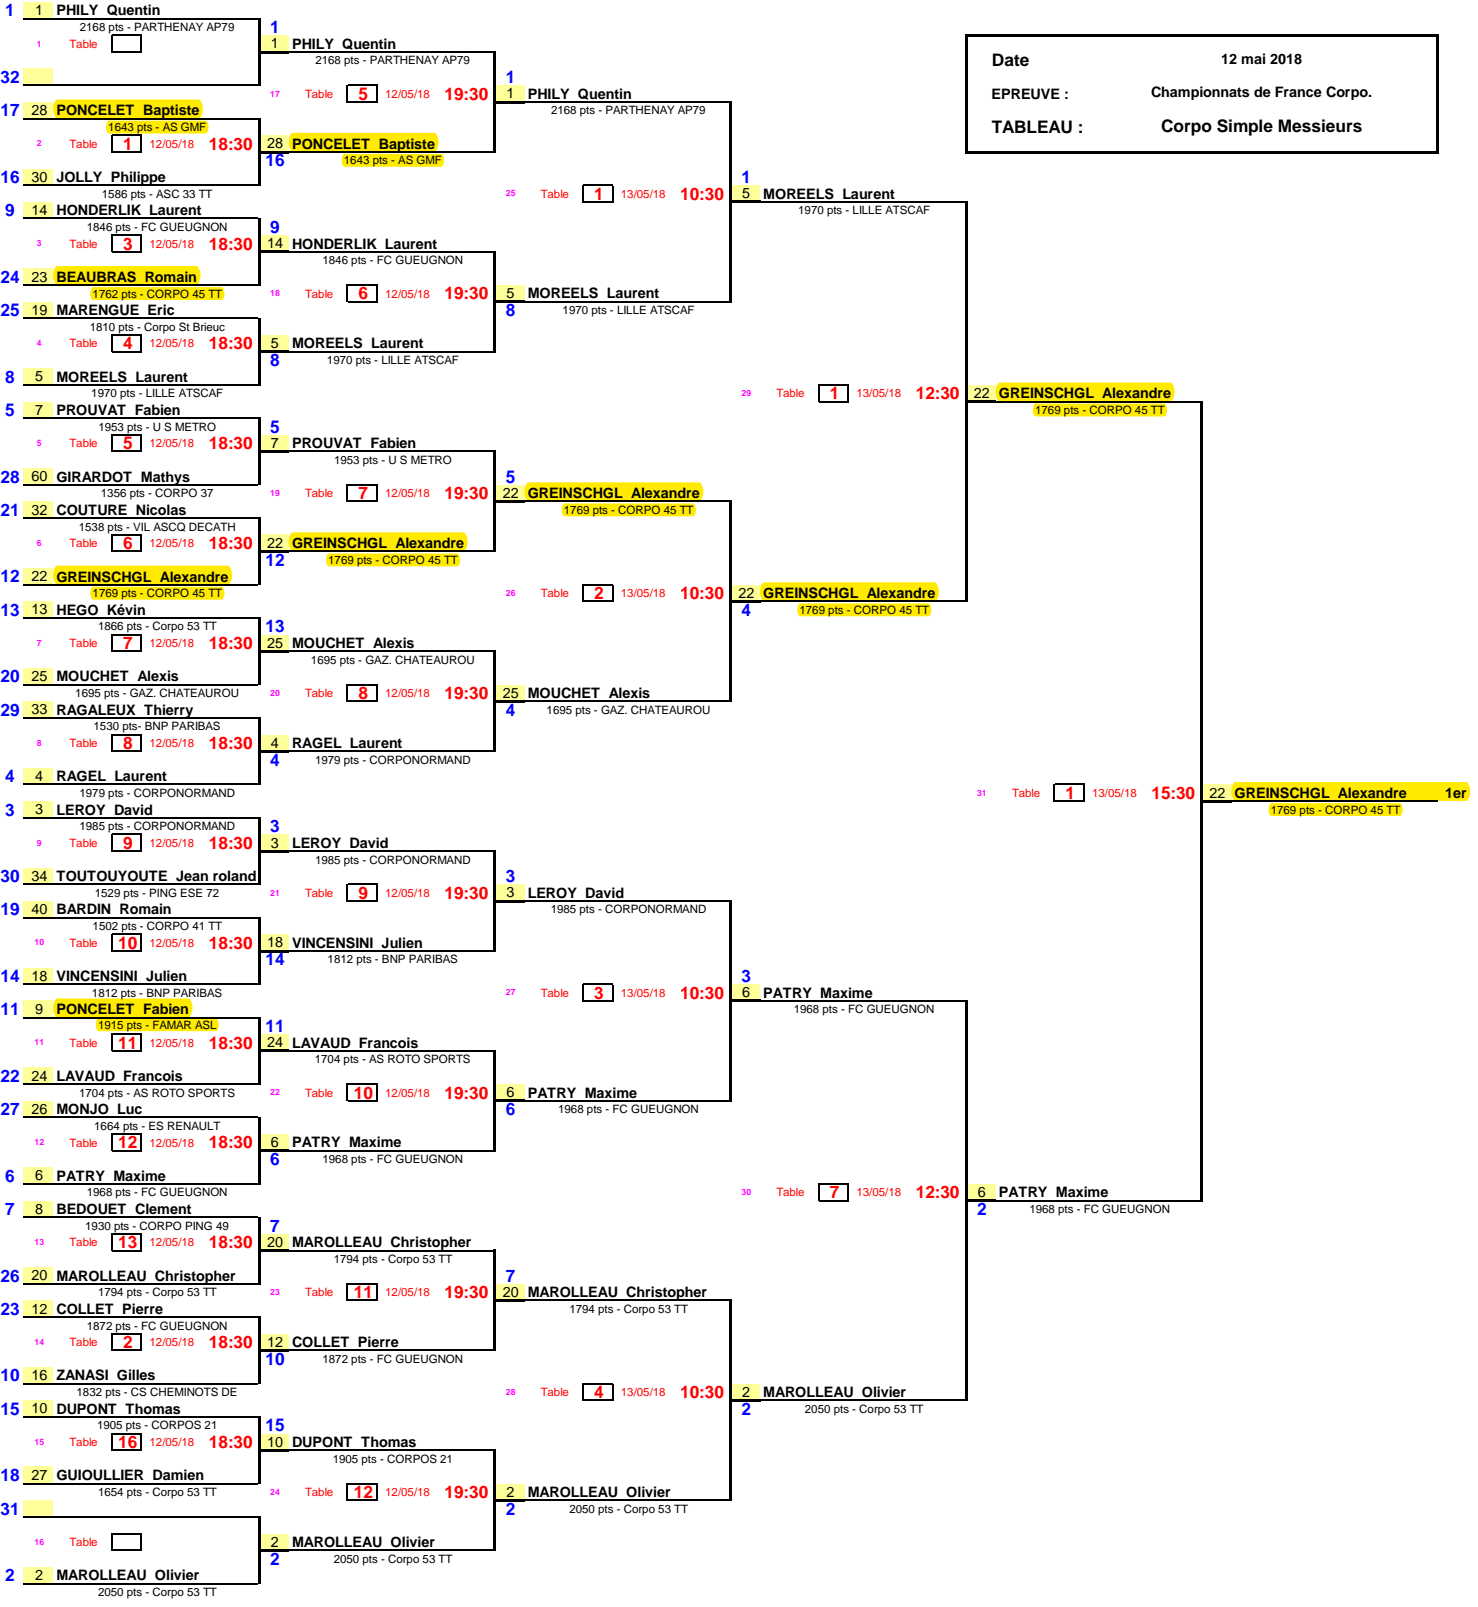 Date 12 mai 2018
EPREUVE : Championnats de France Corpo.
TABLEAU : Corpo Simple Messieurs
1 1 PHILY Quentin
2168 pts - PARTHENAY AP79
1 Table
32
17 28 PONCELET Baptiste
1643 pts - AS GMF
2 Table 1 12/05/18 18:30
16 30 JOLLY Philippe
1586 pts - ASC 33 TT
9 14 HONDERLIK Laurent
1846 pts - FC GUEUGNON
3 Table 3 12/05/18 18:30
24 23 BEAUBRAS Romain
1762 pts - CORPO 45 TT
25 19 MARENGUE Eric
1810 pts - Corpo St Brieuc
4 Table 4 12/05/18 18:30
8 5 MOREELS Laurent
1970 pts - LILLE ATSCAF
5 7 PROUVAT Fabien
1953 pts - U S METRO
5 Table 5 12/05/18 18:30
28 60 GIRARDOT Mathys
1356 pts - CORPO 37
21 32 COUTURE Nicolas
1538 pts - VIL ASCQ DECATH
6 Table 6 12/05/18 18:30
12 22 GREINSCHGL Alexandre
1769 pts - CORPO 45 TT
13 13 HEGO Kévin
1866 pts - Corpo 53 TT
7 Table 7 12/05/18 18:30
20 25 MOUCHET Alexis
1695 pts - GAZ. CHATEAUROU
29 33 RAGALEUX Thierry
1530 pts- BNP PARIBAS
8 Table 8 12/05/18 18:30
4 4 RAGEL Laurent
1979 pts - CORPONORMAND
3 3 LEROY David
1985 pts - CORPONORMAND
9 Table 9 12/05/18 18:30
30 34 TOUTOUYOUTE Jean roland
1529 pts - PING ESE 72
19 40 BARDIN Romain
1502 pts - CORPO 41 TT
10 Table 10 12/05/18 18:30
14 18 VINCENSINI Julien
1812 pts - BNP PARIBAS
11 9 PONCELET Fabien
1915 pts - FAMAR ASL
11 Table 11 12/05/18 18:30
22 24 LAVAUD Francois
1704 pts - AS ROTO SPORTS
27 26 MONJO Luc
1664 pts - ES RENAULT
12 Table 12 12/05/18 18:30
6 6 PATRY Maxime
1968 pts - FC GUEUGNON
7 8 BEDOUET Clement
1930 pts - CORPO PING 49
13 Table 13 12/05/18 18:30
26 20 MAROLLEAU Christopher
1794 pts - Corpo 53 TT
23 12 COLLET Pierre
1872 pts - FC GUEUGNON
14 Table 2 12/05/18 18:30
10 16 ZANASI Gilles
1832 pts - CS CHEMINOTS DE
15 10 DUPONT Thomas
1905 pts - CORPOS 21
15 Table 16 12/05/18 18:30
18 27 GUIOULLIER Damien
1654 pts - Corpo 53 TT
31
16 Table
2 2 MAROLLEAU Olivier
2050 pts - Corpo 53 TT
1
1 PHILY Quentin
2168 pts - PARTHENAY AP79
17 Table 5 12/05/18 19:30
28 PONCELET Baptiste
16 1643 pts - AS GMF
9
14 HONDERLIK Laurent
1846 pts - FC GUEUGNON
18 Table 6 12/05/18 19:30
5 MOREELS Laurent
8 1970 pts - LILLE ATSCAF
5
7 PROUVAT Fabien
1953 pts - U S METRO
19 Table 7 12/05/18 19:30
22 GREINSCHGL Alexandre
12 1769 pts - CORPO 45 TT
13
25 MOUCHET Alexis
1695 pts - GAZ. CHATEAUROU
20 Table 8 12/05/18 19:30
4 RAGEL Laurent
4 1979 pts - CORPONORMAND
3
3 LEROY David
1985 pts - CORPONORMAND
21 Table 9 12/05/18 19:30
18 VINCENSINI Julien
14 1812 pts - BNP PARIBAS
11
24 LAVAUD Francois
1704 pts - AS ROTO SPORTS
22 Table 10 12/05/18 19:30
6 PATRY Maxime
6 1968 pts - FC GUEUGNON
7
20 MAROLLEAU Christopher
1794 pts - Corpo 53 TT
23 Table 11 12/05/18 19:30
12 COLLET Pierre
10 1872 pts - FC GUEUGNON
15
10 DUPONT Thomas
1905 pts - CORPOS 21
24 Table 12 12/05/18 19:30
2 MAROLLEAU Olivier
2 2050 pts - Corpo 53 TT
1
1 PHILY Quentin
2168 pts - PARTHENAY AP79
25 Table 1 13/05/18 10:30
5 MOREELS Laurent
8 1970 pts - LILLE ATSCAF
5
22 GREINSCHGL Alexandre
1769 pts - CORPO 45 TT
26 Table 2 13/05/18 10:30
25 MOUCHET Alexis
4 1695 pts - GAZ. CHATEAUROU
3
3 LEROY David
1985 pts - CORPONORMAND
27 Table 3 13/05/18 10:30
6 PATRY Maxime
6 1968 pts - FC GUEUGNON
7
20 MAROLLEAU Christopher
1794 pts - Corpo 53 TT
28 Table 4 13/05/18 10:30
2 MAROLLEAU Olivier
2 2050 pts - Corpo 53 TT
1
5 MOREELS Laurent
1970 pts - LILLE ATSCAF
29 Table 1 13/05/18 12:30
22 GREINSCHGL Alexandre
4 1769 pts - CORPO 45 TT
3
6 PATRY Maxime
1968 pts - FC GUEUGNON
30 Table 7 13/05/18 12:30
2 MAROLLEAU Olivier
2 2050 pts - Corpo 53 TT
22 GREINSCHGL Alexandre
1769 pts - CORPO 45 TT
31 Table 1 13/05/18 15:30
6 PATRY Maxime
2 1968 pts - FC GUEUGNON
22 GREINSCHGL Alexandre 1er
1769 pts - CORPO 45 TT